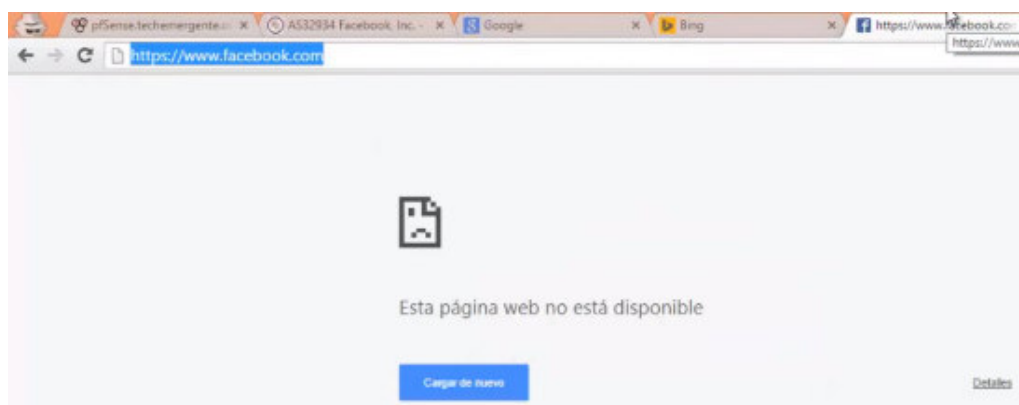 pfSense.techemergente.c AS32934 Facebook, Inc. - Google Bing https://www.facebook.co
https://www.facebook.com https://www
Esta página web no está disponible
Cargar de nuevo Detalles